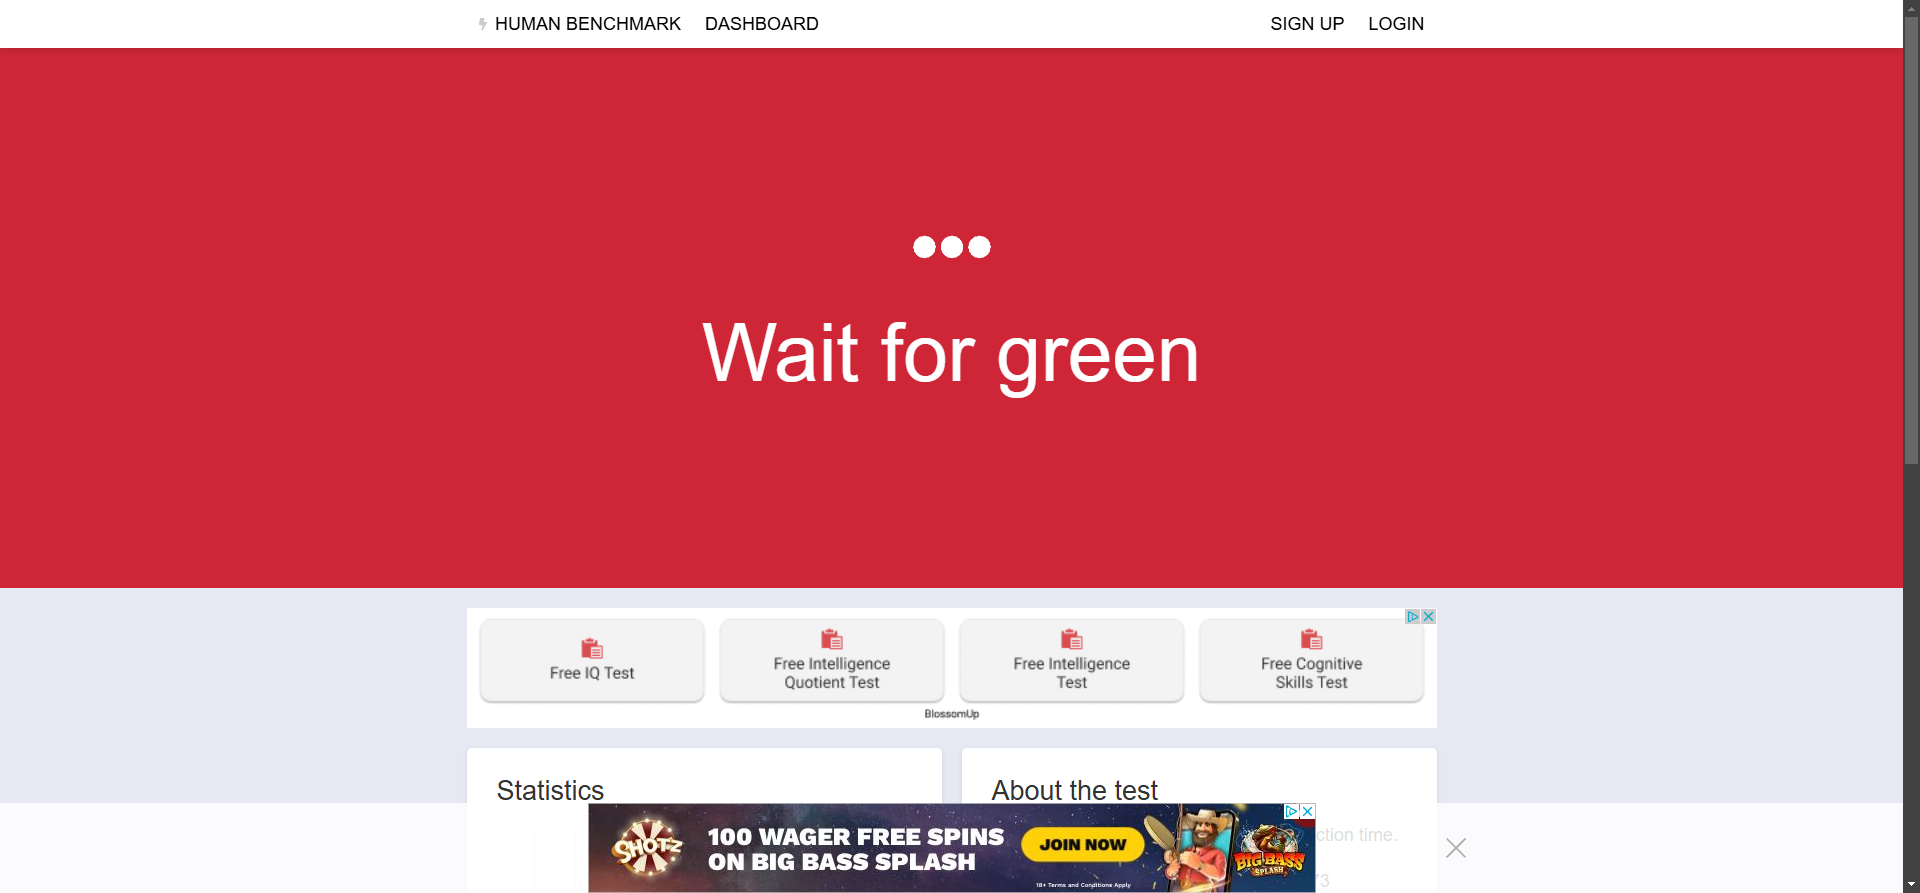 HUMAN BENCHMARK DASHBOARD SIGN UP LOGIN
Wait for green
Free IQ Test
Free Intelligence
Quotient Test
Free Intelligence
Test
Free Cognitive
Skills Test
BlossomUp
Statistics
About the test
ction time.
SHOTZ
100 WAGER FREE SPINS
ON BIG BASS SPLASH
JOIN NOW
18+ Terms and Conditions Apply
BIG BASS
SPLASH